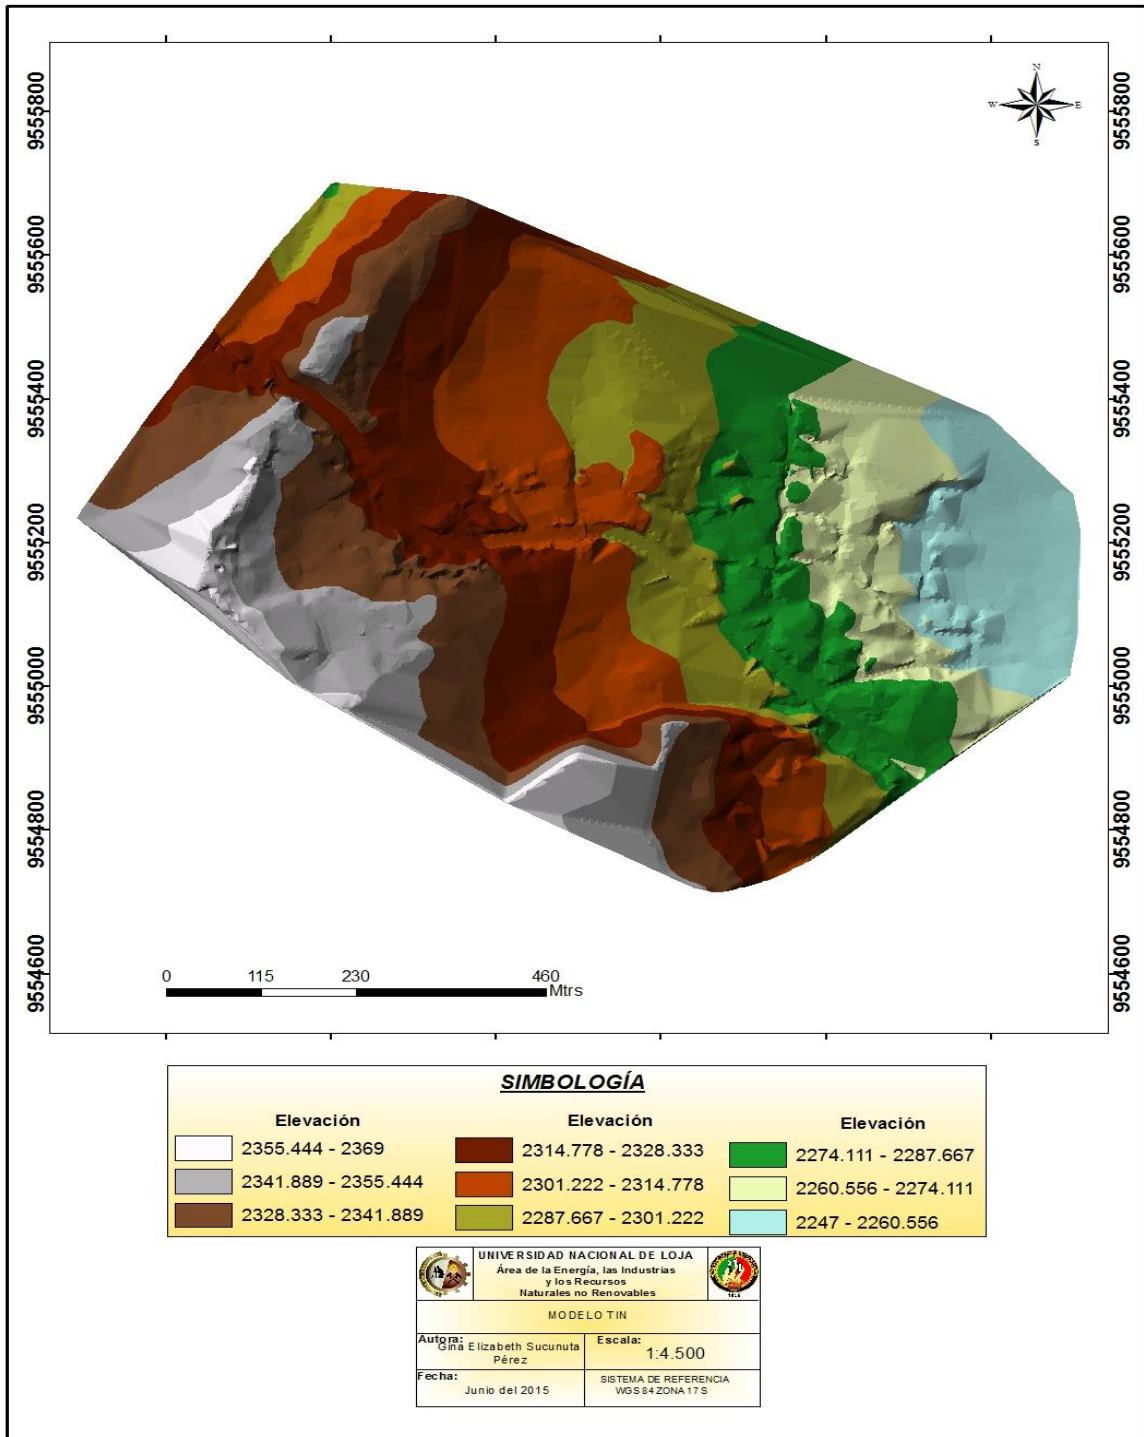 N
W E
S
9555800 9555800
9555600 9555600
9555400 9555400
9555200 9555200
9555000 9555000
9554800 9554800
9554600 9554600
0 115 230 460
Mtrs
SIMBOLOGÍA
Elevación Elevación Elevación
2355.444 - 2369 2314.778 - 2328.333 2274.111 - 2287.667
2341.889 - 2355.444 2301.222 - 2314.778 2260.556 - 2274.111
2328.333 - 2341.889 2287.667 - 2301.222 2247 - 2260.556
UNIVERSIDAD NACIONAL DE LOJA
Área de la Energía, las Industrias
y los Recursos
Naturales no Renovables
MODELO TIN
Autora: Gina Elizabeth Sucunuta
Pérez
Escala:
1:4.500
Fecha:
Junio del 2015
SISTEMA DE REFERENCIA
WGS 84 ZONA 17 S